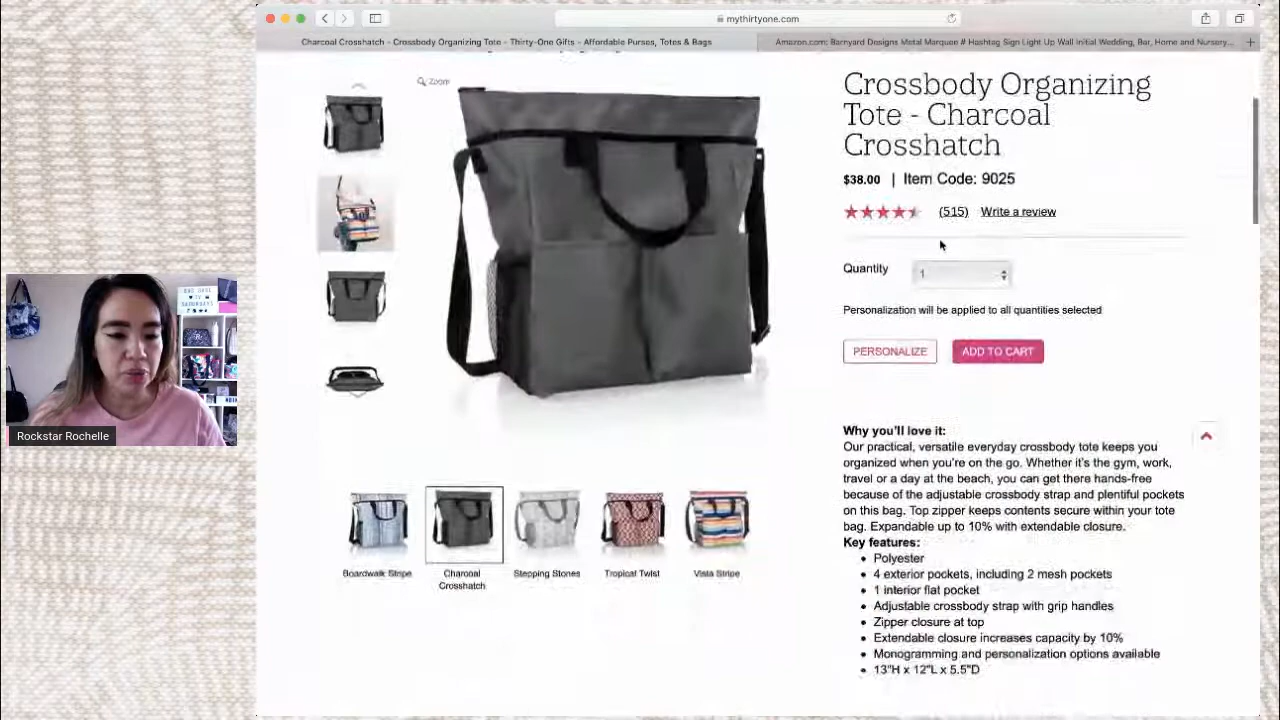 mythirtyone.com
Charcoal Crosshatch - Crossbody Organizing Tote - Thirty-One Gifts - Affordable Purses, Totes & Bags
Amazon.com: Barnyard Designs Metal Marquee # Hashtag Sign Light Up Wall Initial Wedding, Bar, Home and Nursery...
Zoom
Crossbody Organizing
Tote - Charcoal
Crosshatch
$38.00 | Item Code: 9025
(515) Write a review
Quantity 1
Personalization will be applied to all quantities selected
PERSONALIZE ADD TO CART
Rockstar Rochelle
Why you'll love it:
Our practical, versatile everyday crossbody tote keeps you
organized when you're on the go. Whether it's the gym, work,
travel or a day at the beach, you can get there hands-free
because of the adjustable crossbody strap and plentiful pockets
on this bag. Top zipper keeps contents secure within your tote
bag. Expandable up to 10% with extendable closure.
Key features:
• Polyester
• 4 exterior pockets, including 2 mesh pockets
• 1 interior flat pocket
• Adjustable crossbody strap with grip handles
• Zipper closure at top
• Extendable closure increases capacity by 10%
• Monogramming and personalization options available
• 13"H x 12"L x 5.5"D
Boardwalk Stripe
Charcoal
Crosshatch
Stepping Stones
Tropical Twist
Vista Stripe